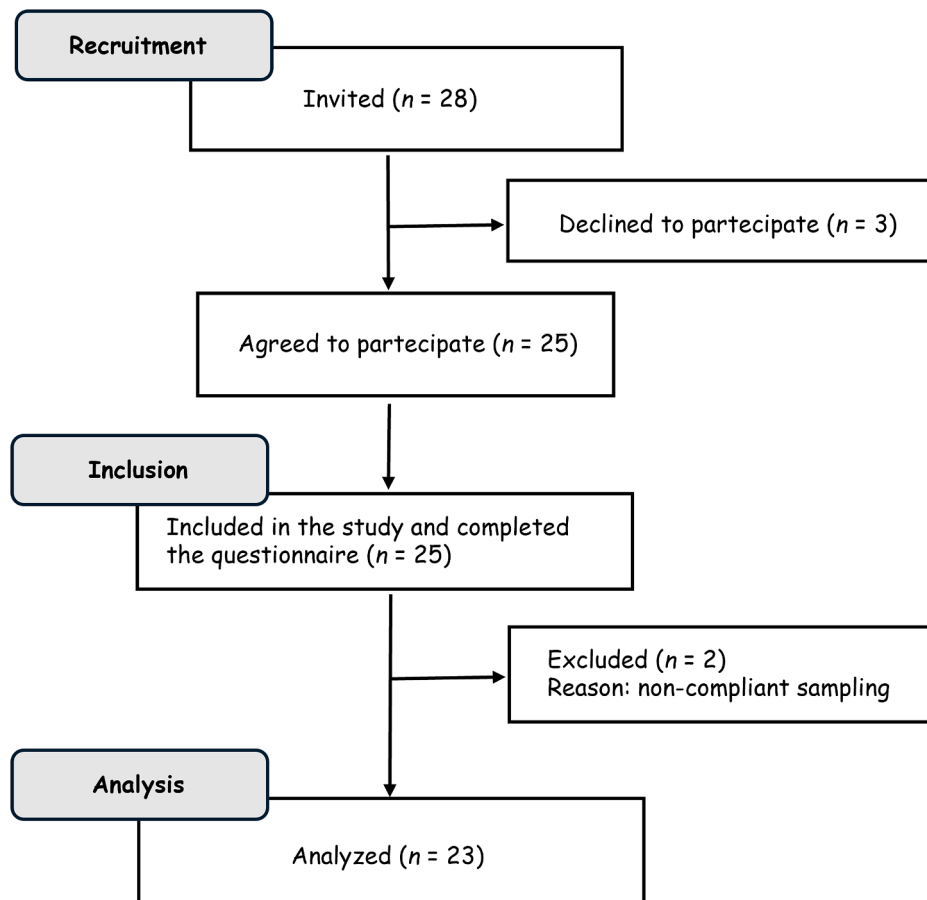 Recruitment
Invited (n = 28)
Declined to partecipate (n = 3)
Agreed to partecipate (n = 25)
Inclusion
Included in the study and completed
the questionnaire (n = 25)
Excluded (n = 2)
Reason: non-compliant sampling
Analysis
Analyzed (n = 23)